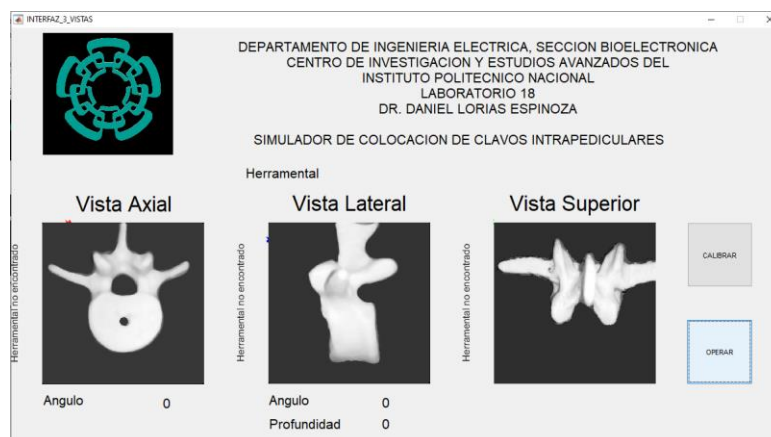 INTERFAZ_3_VISTAS
DEPARTAMENTO DE INGENIERIA ELECTRICA, SECCION BIOELECTRONICA
CENTRO DE INVESTIGACION Y ESTUDIOS AVANZADOS DEL
INSTITUTO POLITECNICO NACIONAL
LABORATORIO 18
DR. DANIEL LORIAS ESPINOZA
SIMULADOR DE COLOCACION DE CLAVOS INTRAPEDICULARES
Herramental
Vista Axial
Vista Lateral
Vista Superior
Herramental no encontrado
Herramental no encontrado
Herramental no encontrado
CALIBRAR
OPERAR
Angulo 0
Angulo 0
Profundidad 0